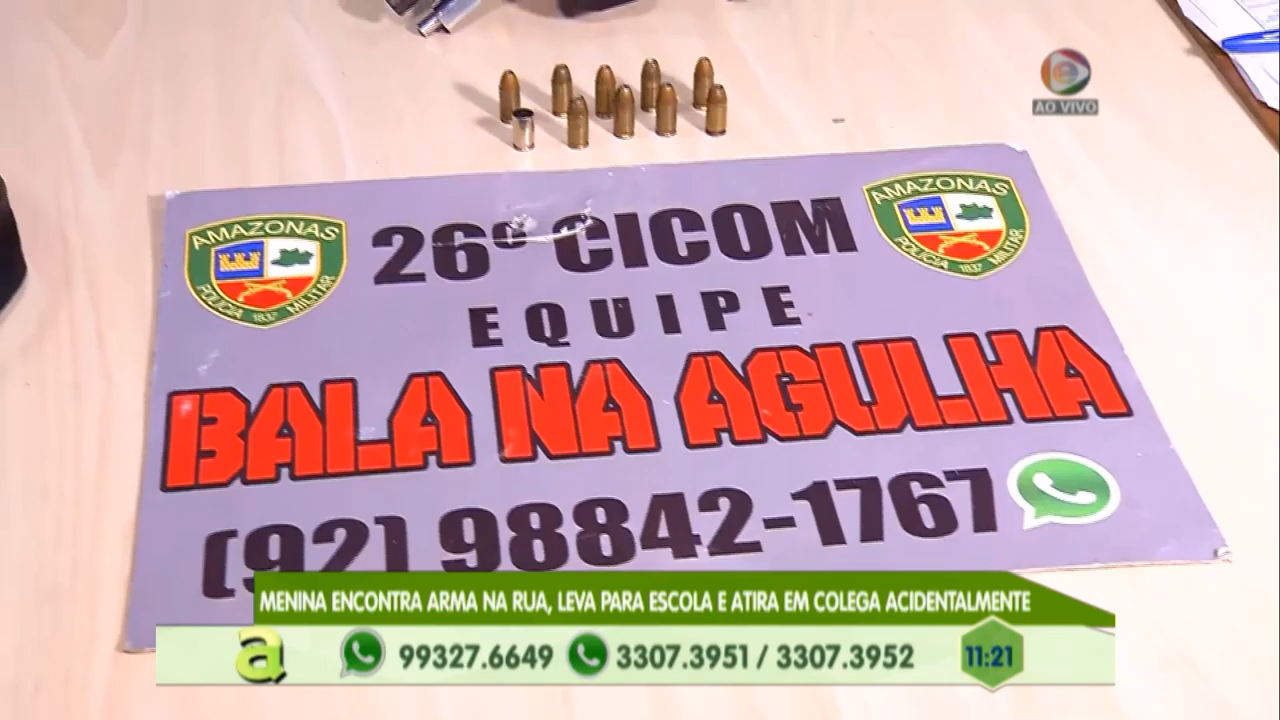 AO VIVO
AMAZONAS
POLÍCIA 1837 MILITAR
26º CICOM
AMAZONAS
POLÍCIA 1837 MILITAR
EQUIPE
BALA NA AGULHA
(92) 98842-1767
MENINA ENCONTRA ARMA NA RUA, LEVA PARA ESCOLA E ATIRA EM COLEGA ACIDENTALMENTE
a 99327.6649 3307.3951 / 3307.3952 11:21